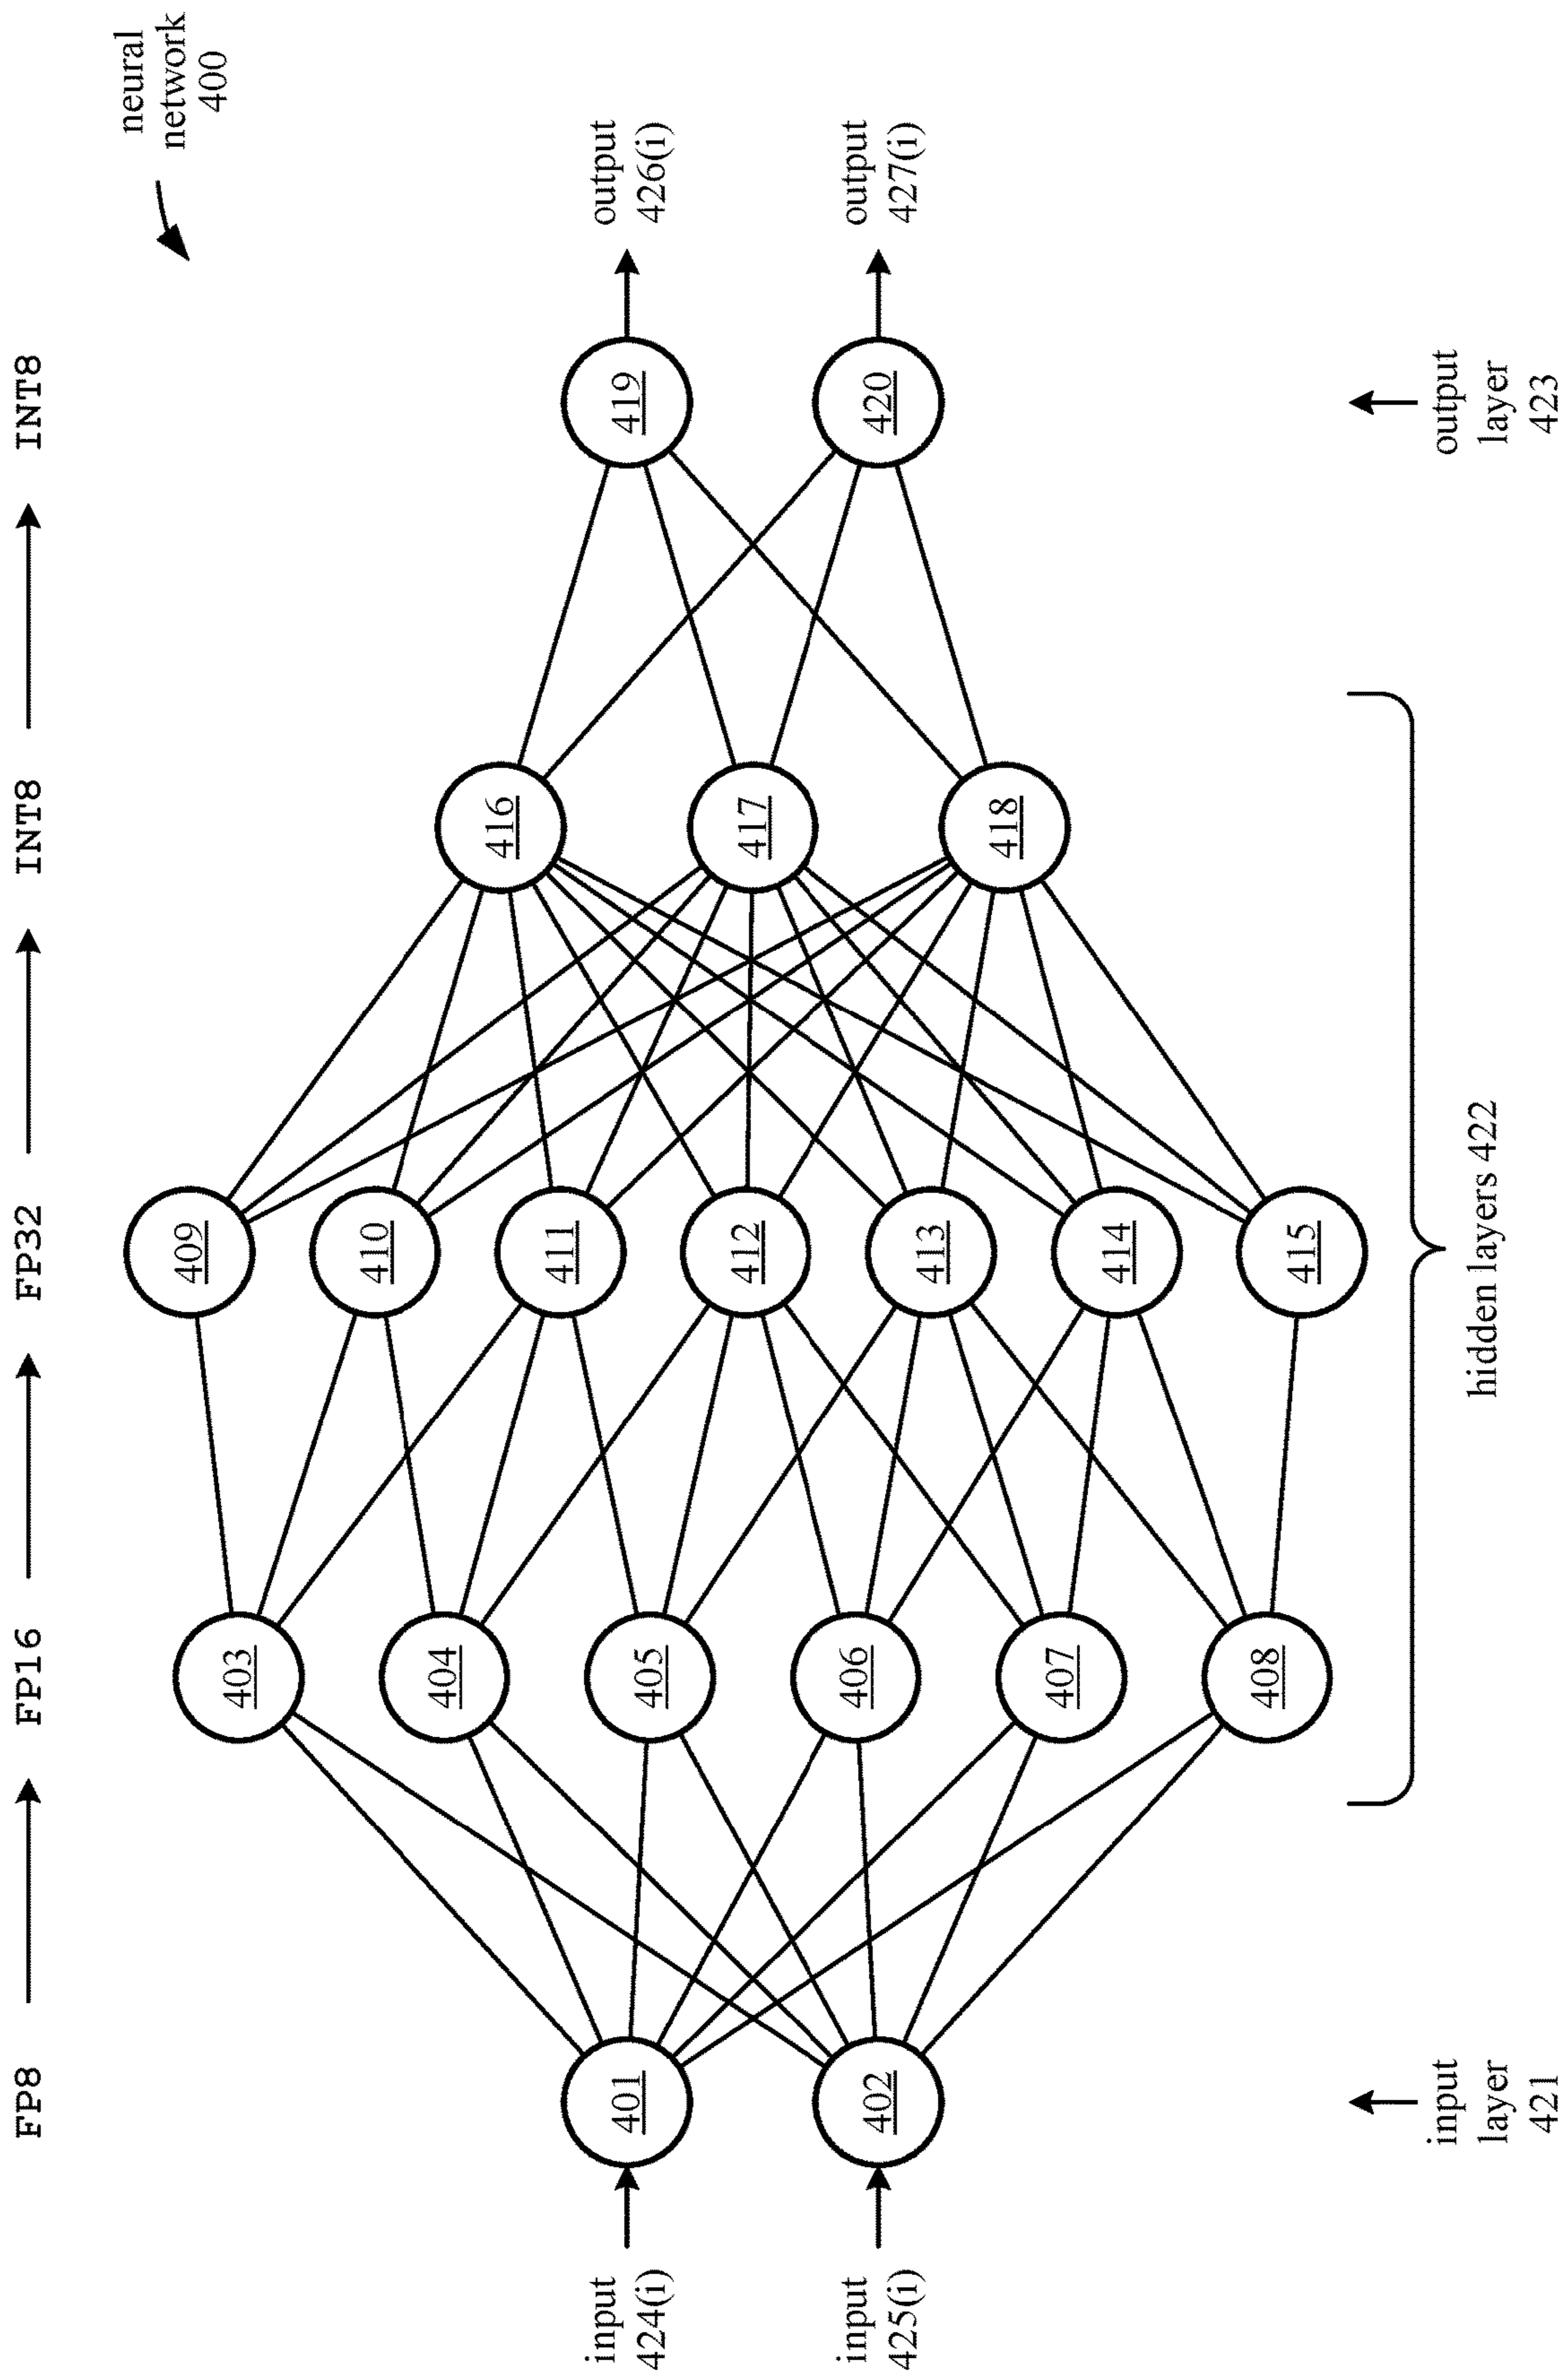 FP8
FP16
FP32
INT8
INT8
neural
network
400
input
424(i)
input
425(i)
401
402
403
404
405
406
407
408
409
410
411
412
413
414
415
416
417
418
419
420
output
426(i)
output
427(i)
input
layer
421
hidden layers 422
output
layer
423